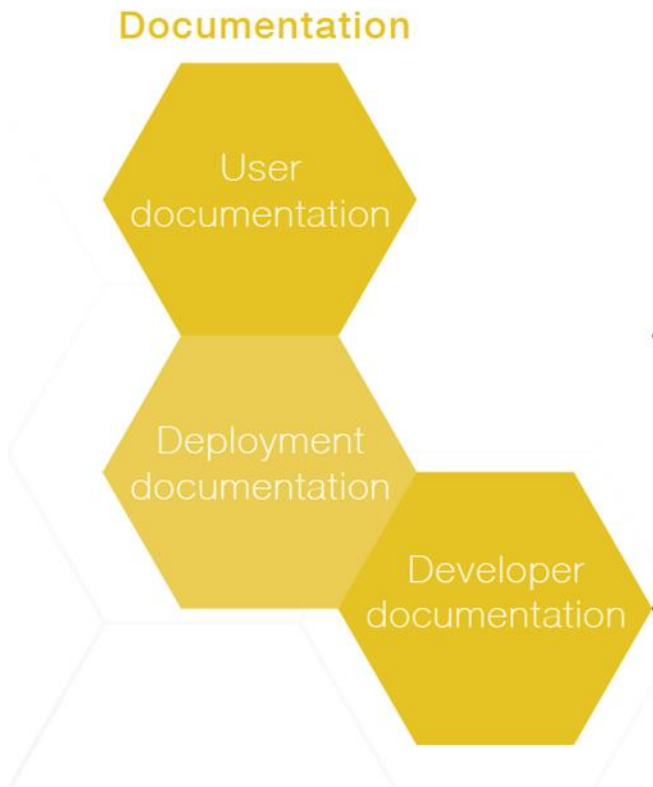 Documentation
User
documentation
Deployment
documentation
Developer
documentation